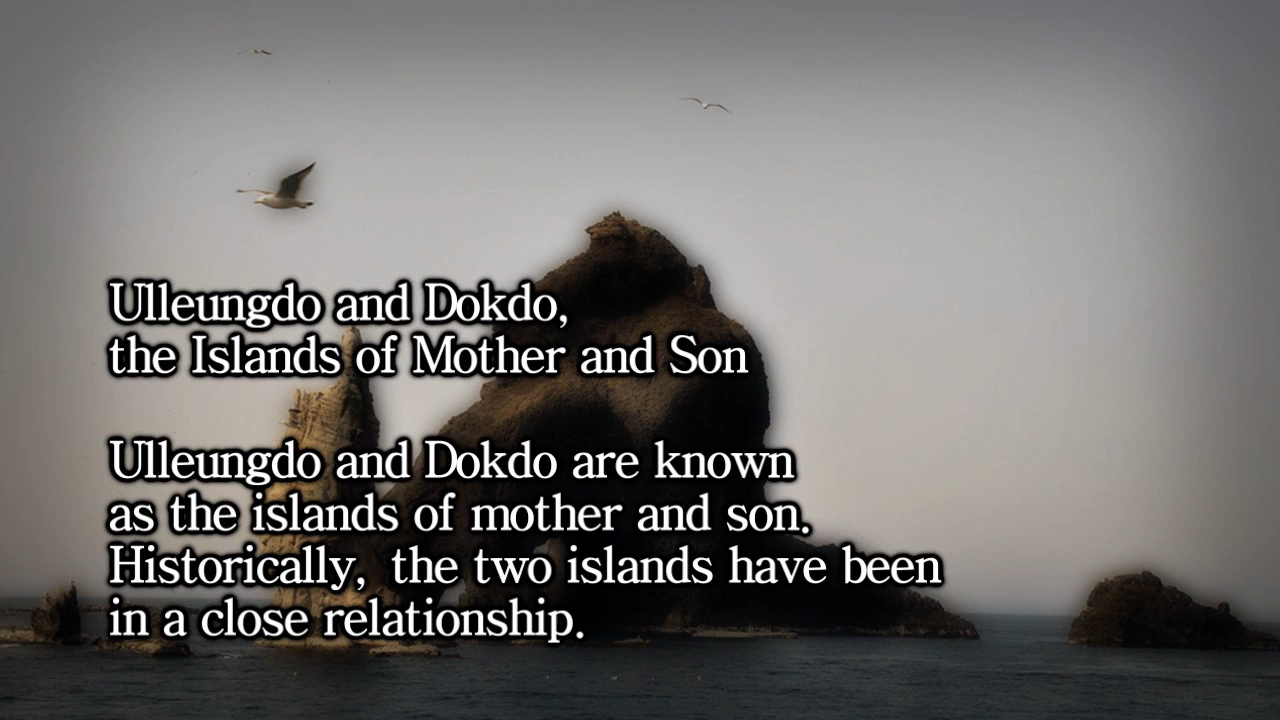 Ulleungdo and Dokdo,
the Islands of Mother and Son
Ulleungdo and Dokdo are known
as the islands of mother and son.
Historically, the two islands have been
in a close relationship.